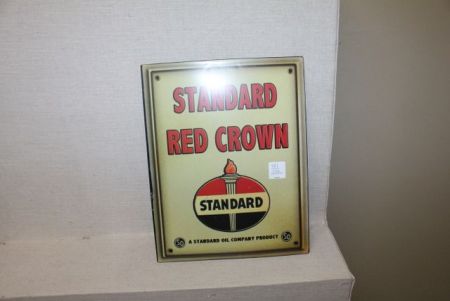 STANDARD
RED CROWN
STANDARD
A STANDARD OIL COMPANY PRODUCT